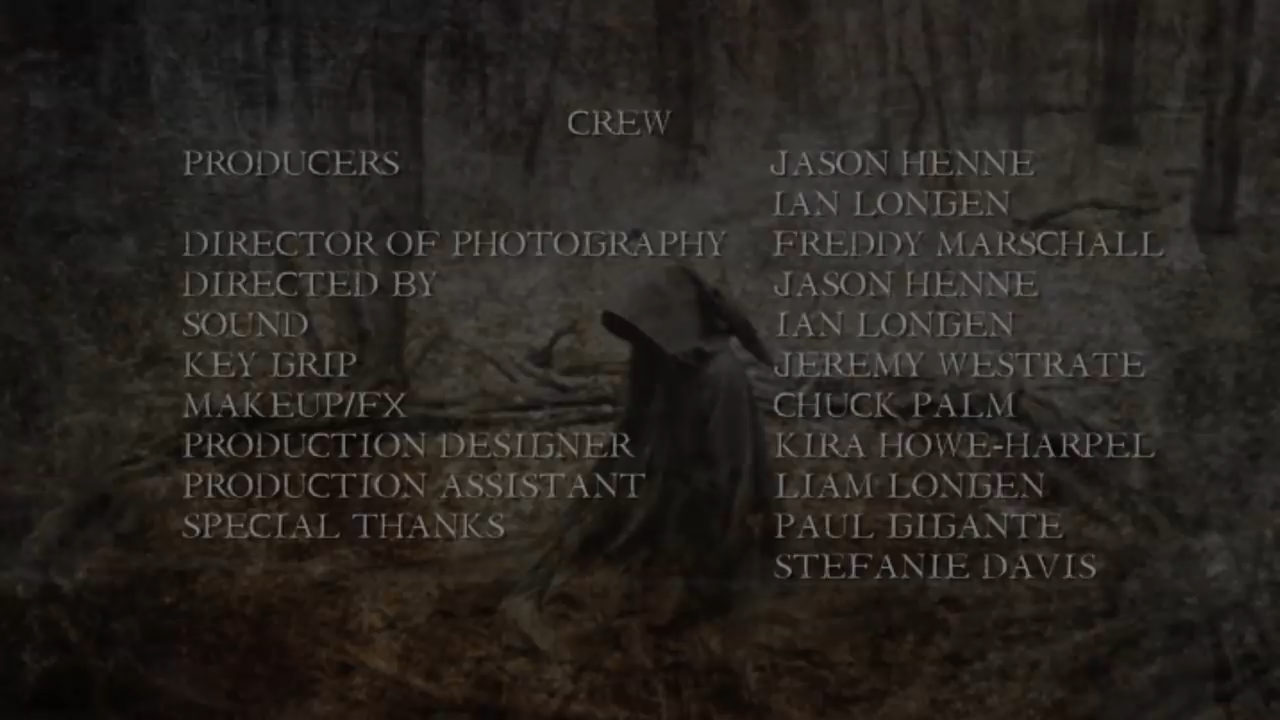 CREW
PRODUCERS JASON HENNE
IAN LONGEN
DIRECTOR OF PHOTOGRAPHY FREDDY MARSCHALL
DIRECTED BY JASON HENNE
SOUND IAN LONGEN
KEY GRIP JEREMY WESTRATE
MAKEUP/FX CHUCK PALM
PRODUCTION DESIGNER KIRA HOWE-HARPEL
PRODUCTION ASSISTANT LIAM LONGEN
SPECIAL THANKS PAUL GIGANTE
STEFANIE DAVIS